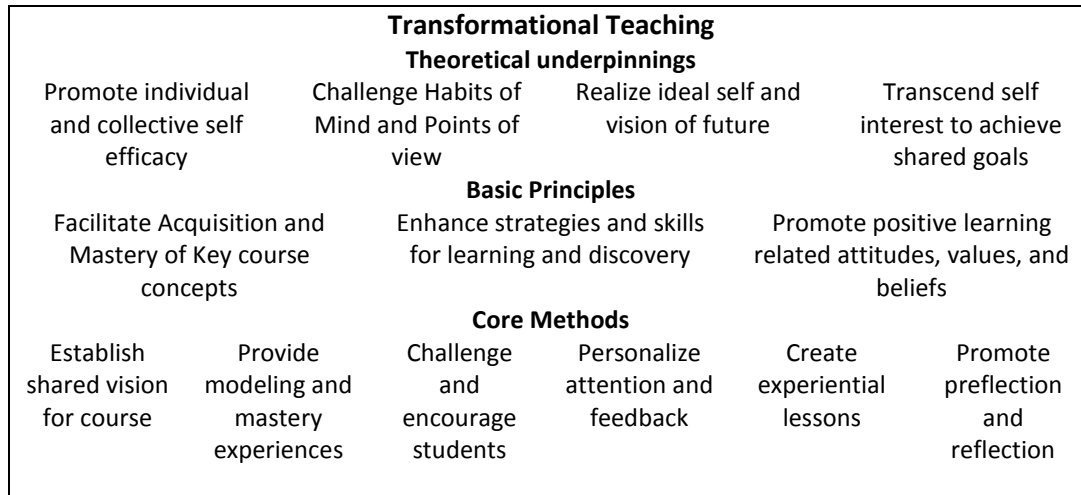 Transformational Teaching
Theoretical underpinnings
Promote individual
and collective self
efficacy
Challenge Habits of
Mind and Points of
view
Realize ideal self and
vision of future
Transcend self
interest to achieve
shared goals
Basic Principles
Facilitate Acquisition and
Mastery of Key course
concepts
Enhance strategies and skills
for learning and discovery
Promote positive learning
related attitudes, values, and
beliefs
Core Methods
Establish
shared vision
for course
Provide
modeling and
mastery
experiences
Challenge
and
encourage
students
Personalize
attention and
feedback
Create
experiential
lessons
Promote
preflection
and
reflection